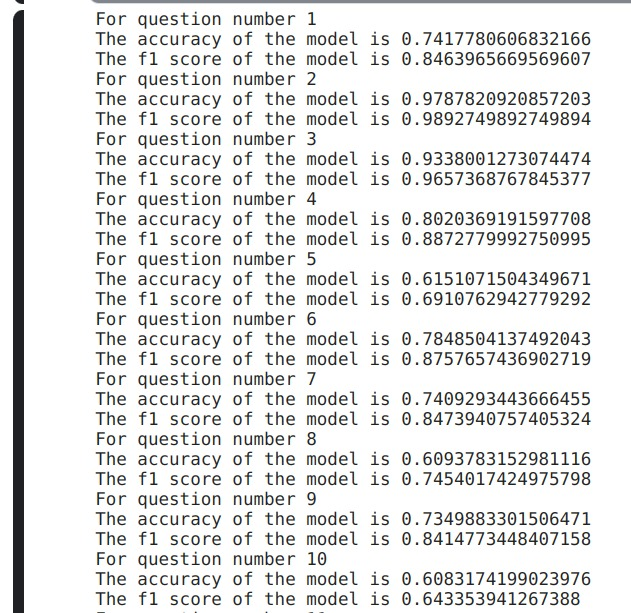 For question number 1
The accuracy of the model is 0.7417780606832166
The f1 score of the model is 0.8463965669569607
For question number 2
The accuracy of the model is 0.9787820920857203
The f1 score of the model is 0.9892749892749894
For question number 3
The accuracy of the model is 0.9338001273074474
The f1 score of the model is 0.9657368767845377
For question number 4
The accuracy of the model is 0.8020369191597708
The f1 score of the model is 0.8872779992750995
For question number 5
The accuracy of the model is 0.6151071504349671
The f1 score of the model is 0.6910762942779292
For question number 6
The accuracy of the model is 0.7848504137492043
The f1 score of the model is 0.8757657436902719
For question number 7
The accuracy of the model is 0.7409293443666455
The f1 score of the model is 0.8473940757405324
For question number 8
The accuracy of the model is 0.6093783152981116
The f1 score of the model is 0.7454017424975798
For question number 9
The accuracy of the model is 0.7349883301506471
The f1 score of the model is 0.8414773448407158
For question number 10
The accuracy of the model is 0.6083174199023976
The f1 score of the model is 0.643353941267388